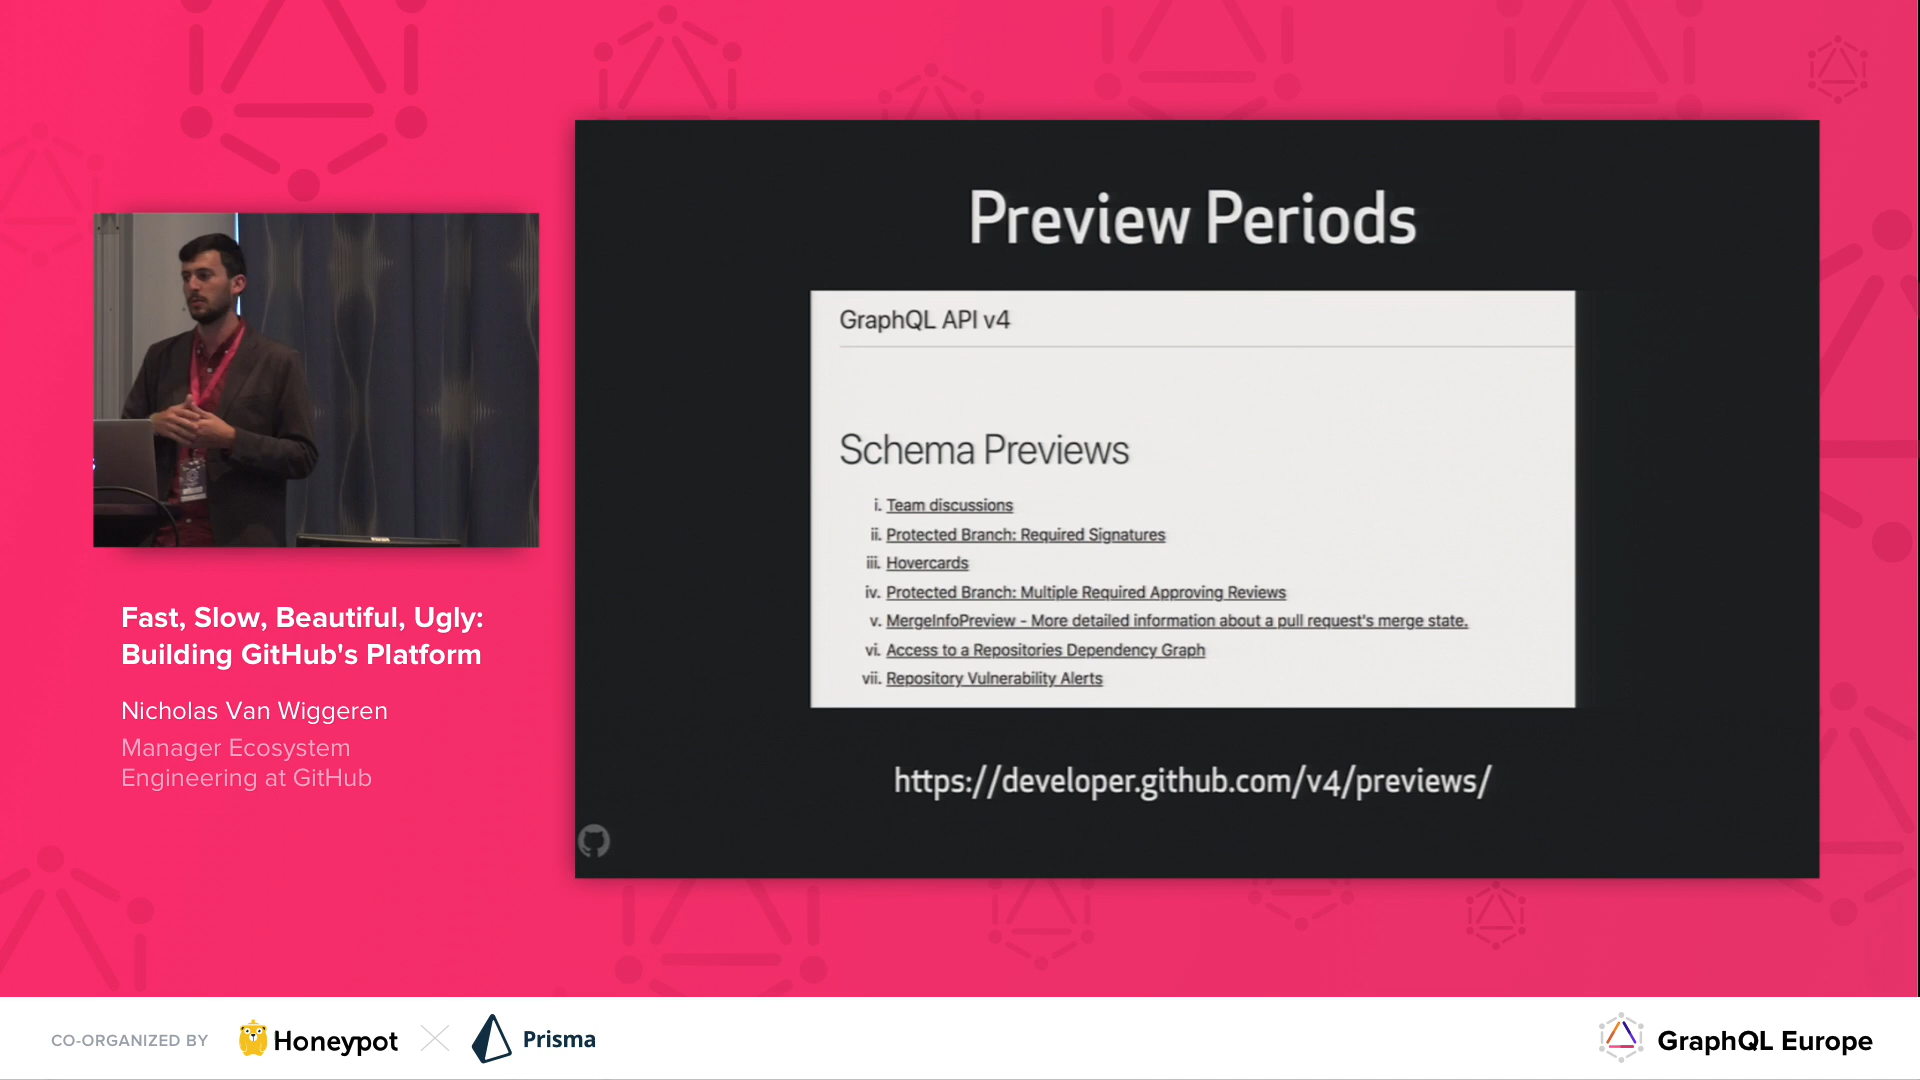 Preview Periods
GraphQL API v4
Schema Previews
i. Team discussions
ii. Protected Branch: Required Signatures
iii. Hovercards
iv. Protected Branch: Multiple Required Approving Reviews
v. MergeInfoPreview - More detailed information about a pull request's merge state.
vi. Access to a Repositories Dependency Graph
vii. Repository Vulnerability Alerts
https://developer.github.com/v4/previews/
Fast, Slow, Beautiful, Ugly:
Building GitHub's Platform
Nicholas Van Wiggeren
Manager Ecosystem
Engineering at GitHub
CO-ORGANIZED BY
Honeypot
Prisma
GraphQL Europe